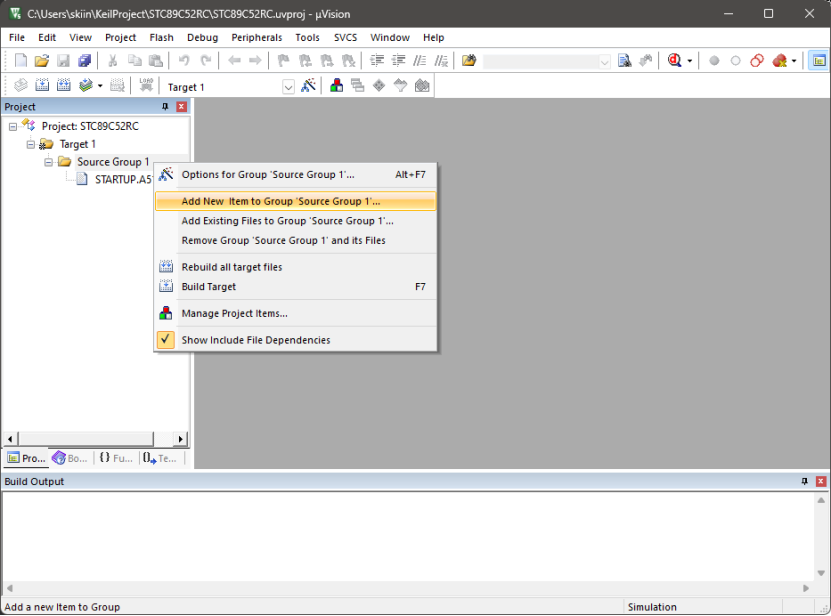 C:\Users\skiin\KeilProject\STC89C52RC\STC89C52RC.uvproj - µVision
File Edit View Project Flash Debug Peripherals Tools SVCS Window Help
LOAD
Target 1
Project
Project: STC89C52RC
Target 1
Source Group 1
STARTUP.A5
Options for Group 'Source Group 1'... Alt+F7
Add New Item to Group 'Source Group 1'...
Add Existing Files to Group 'Source Group 1'...
Remove Group 'Source Group 1' and its Files
Rebuild all target files
Build Target F7
Manage Project Items...
Show Include File Dependencies
Pro... Bo... {} Fu... 0 Te...
Build Output
Add a new Item to Group Simulation